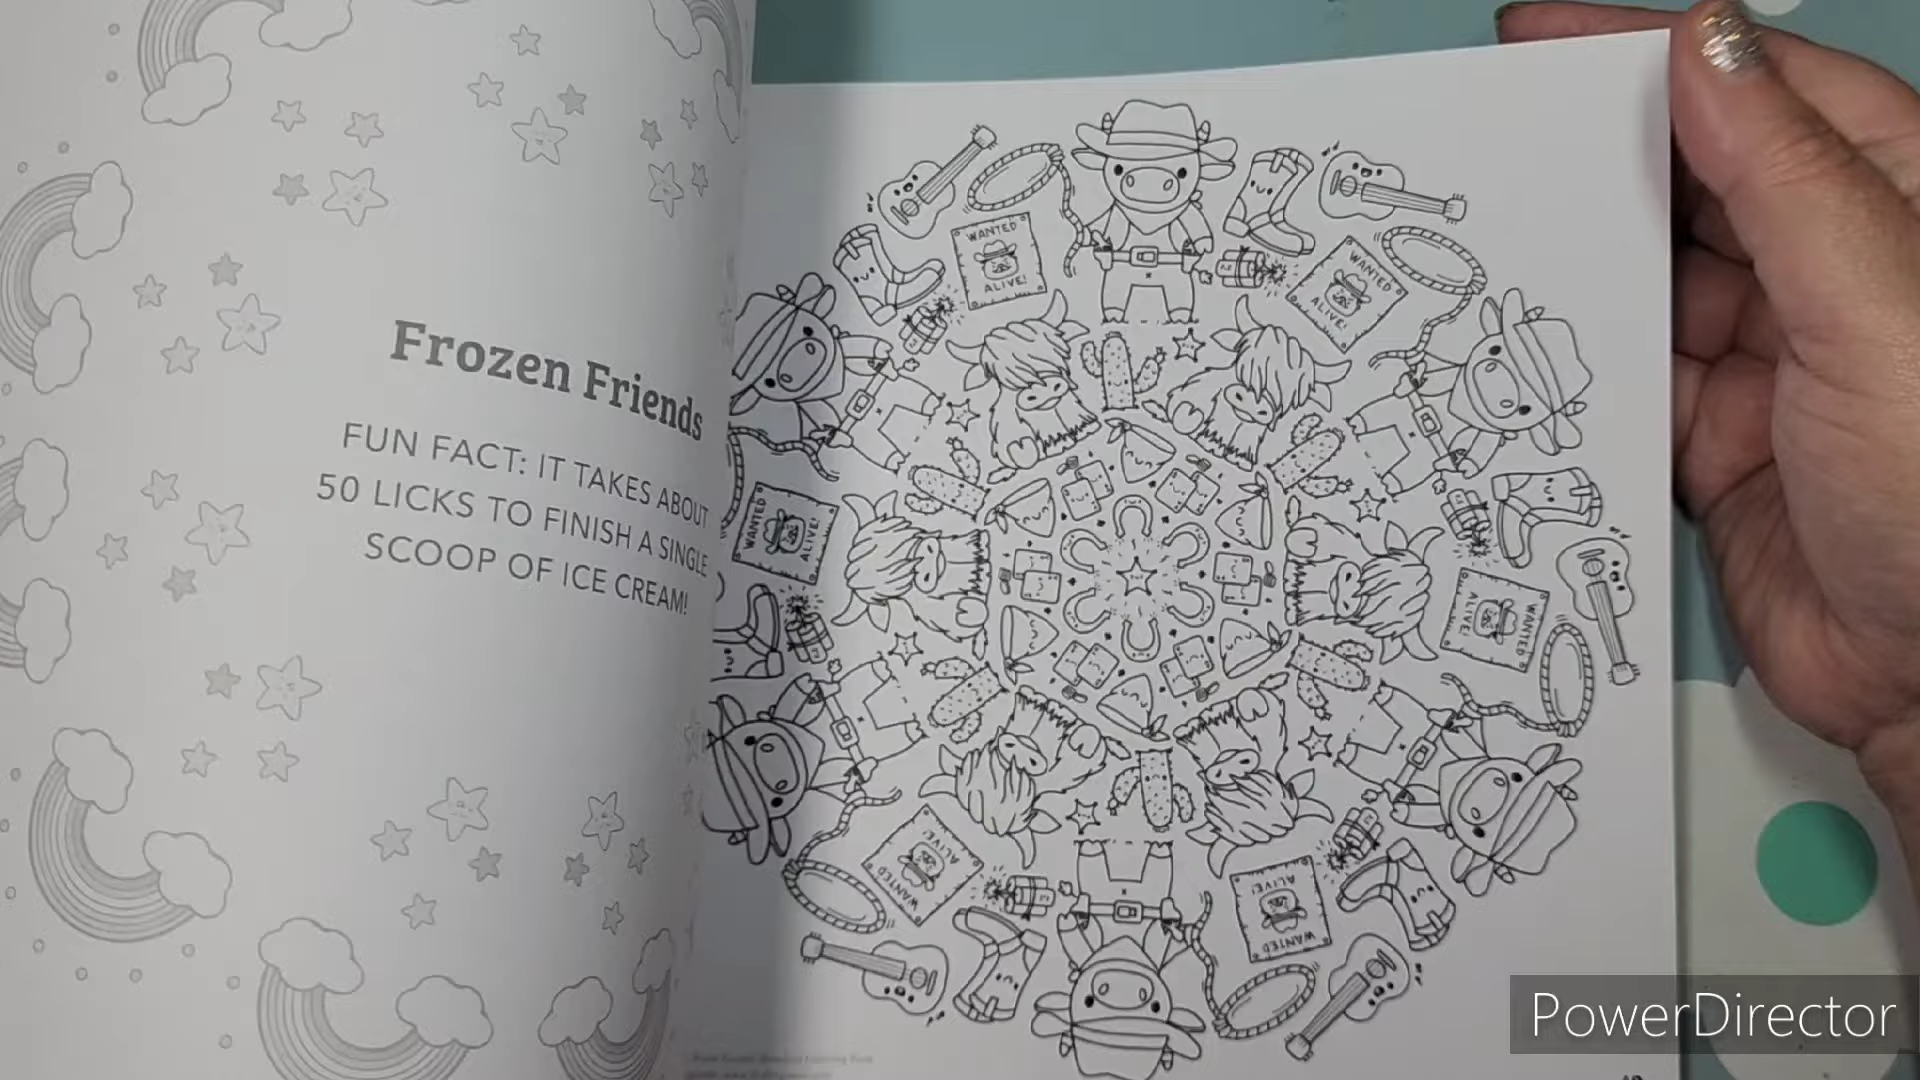 Frozen Friends
FUN FACT: IT TAKES ABOUT
50 LICKS TO FINISH A SINGLE
SCOOP OF ICE CREAM!
WANTED
ALIVE!
WANTED
ALIVE!
WANTED
ALIVE!
WANTED
ALIVE!
WANTED
ALIVE!
WANTED
ALIVE!
PowerDirector